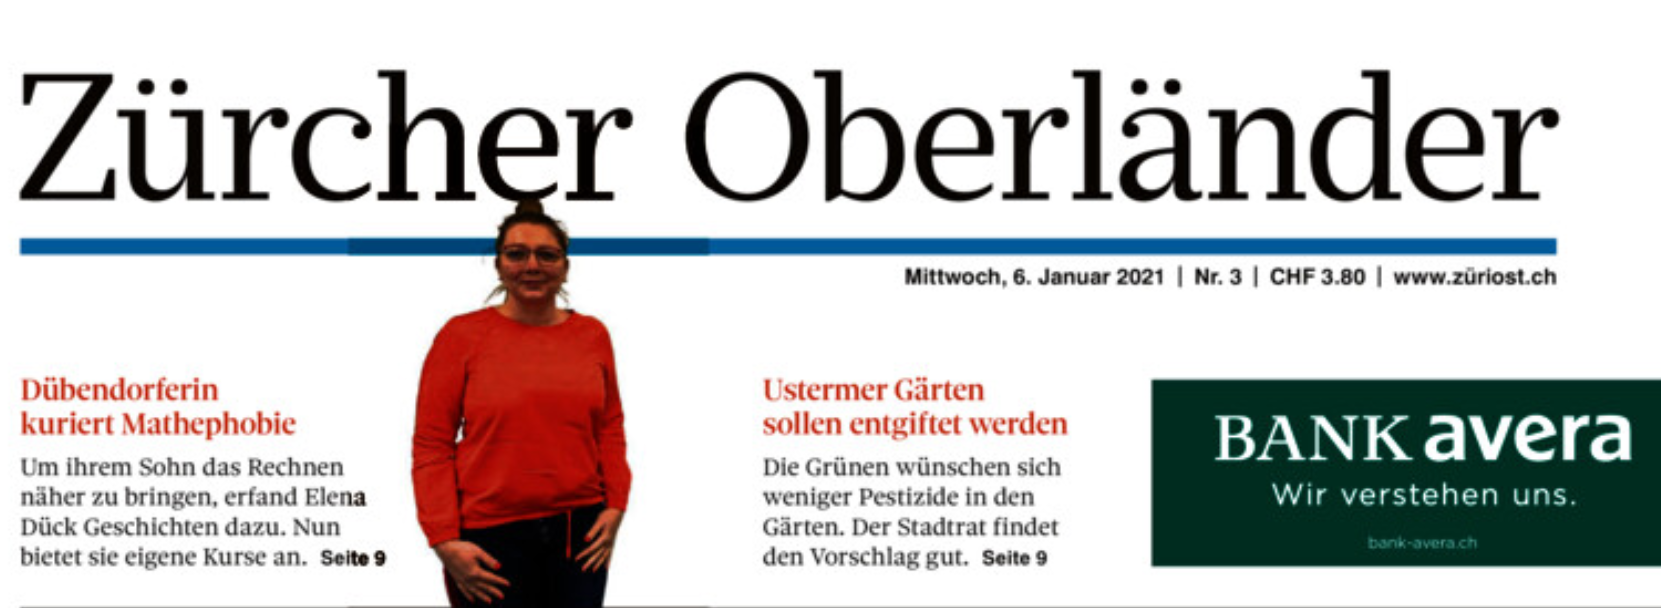 Zürcher Oberländer
Mittwoch, 6. Januar 2021 | Nr. 3 | CHF 3.80 | www.züriost.ch
Dübendorferin
kuriert Mathephobie
Um ihrem Sohn das Rechnen
näher zu bringen, erfand Elena
Dück Geschichten dazu. Nun
bietet sie eigene Kurse an. Seite 9
Ustermer Gärten
sollen entgiftet werden
Die Grünen wünschen sich
weniger Pestizide in den
Gärten. Der Stadtrat findet
den Vorschlag gut. Seite 9
BANK avera
Wir verstehen uns.
bank-avera.ch